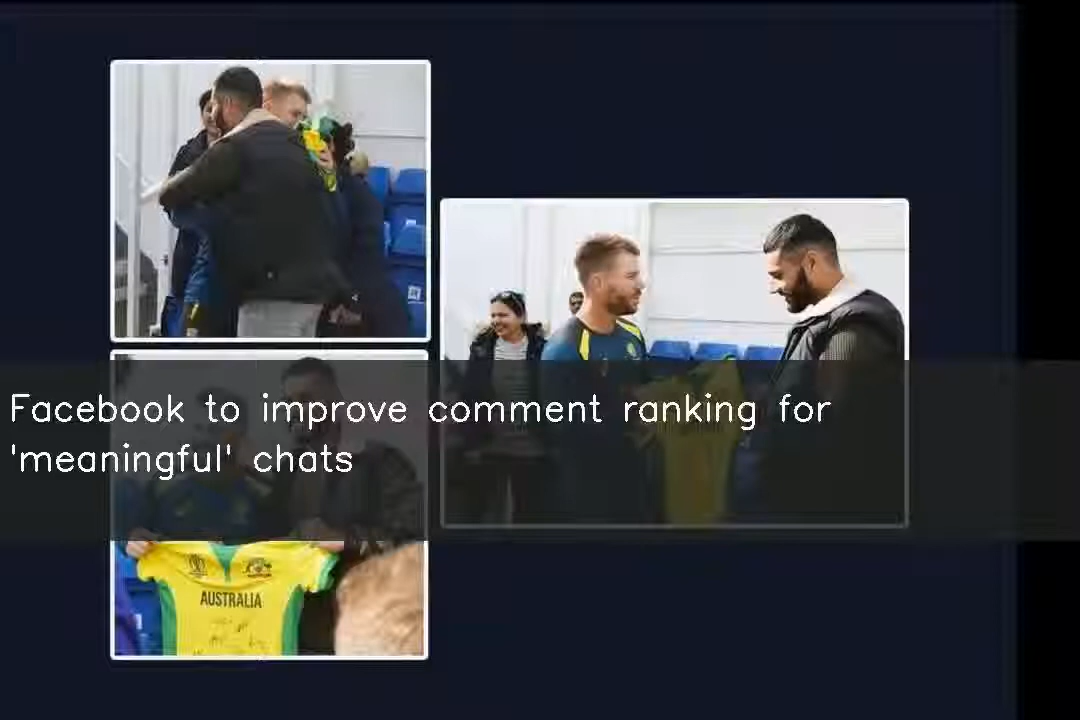 Facebook to improve comment ranking for
'meaningful' chats
AUSTRALIA